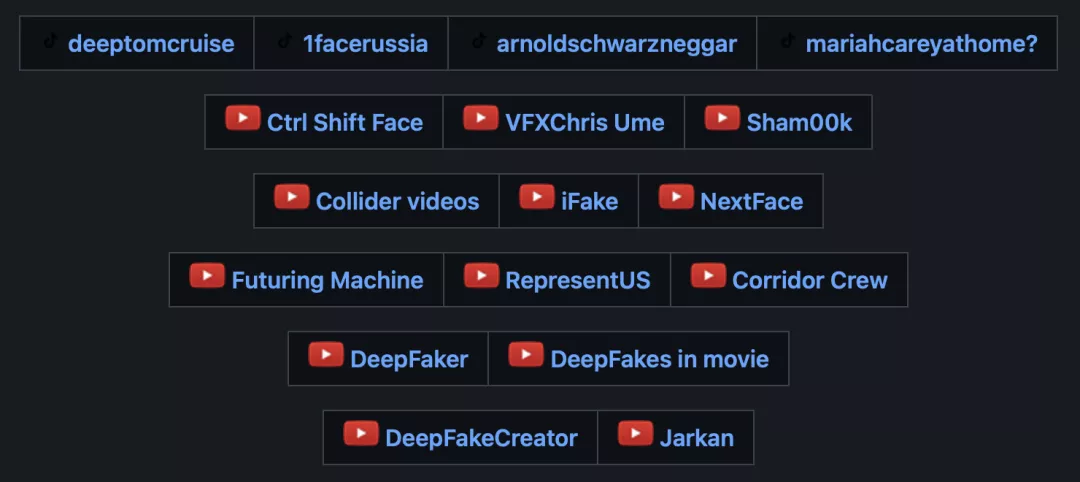 deeptomcruise 1facerussia arnoldschwarzneggar mariahcareyathome?
Ctrl Shift Face VFXChris Ume Sham00k
Collider videos iFake NextFace
Futuring Machine RepresentUS Corridor Crew
DeepFaker DeepFakes in movie
DeepFakeCreator Jarkan